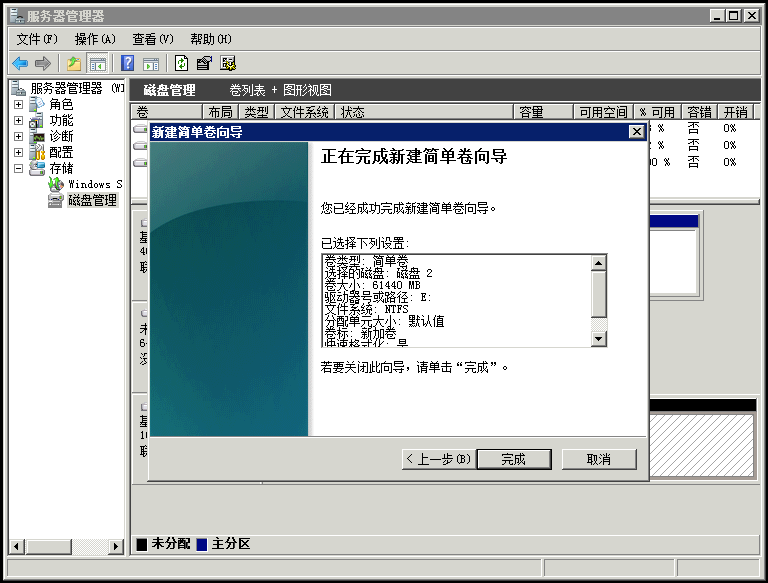 服务器管理器
文件(F) 操作(A) 查看(V) 帮助(H)
服务器管理器 (WI
角色
功能
诊断
配置
存储
Windows S
磁盘管理
磁盘管理 卷列表 + 图形视图
卷 布局 类型 文件系统 状态 容量 可用空间 % 可用 容错 开销
% 否 0%
% 否 0%
% 否 0%
新建简单卷向导
正在完成新建简单卷向导
您已经成功完成新建简单卷向导。
已选择下列设置:
卷类型: 简单卷
选择的磁盘: 磁盘 2
卷大小: 61440 MB
驱动器号或路径: E:
文件系统: NTFS
分配单元大小: 默认值
卷标: 新加卷
快速格式化: 是
若要关闭此向导，请单击“完成”。
< 上一步(B) 完成 取消
未分配 主分区